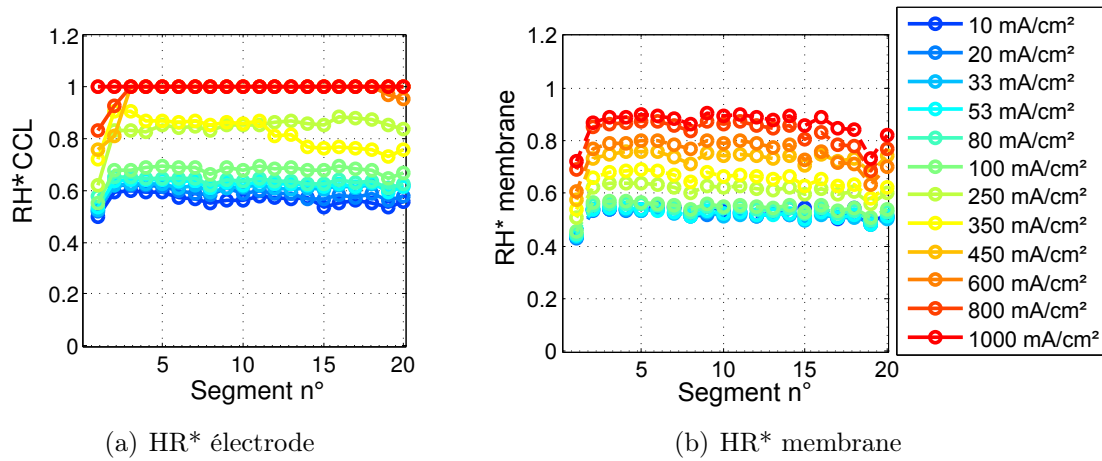 1.2
1
0.8
0.6
0.4
0.2
0
5
10
15
20
RH*CCL
Segment n°
(a) HR* électrode
1.2
1
0.8
0.6
0.4
0.2
0
5
10
15
20
RH* membrane
Segment n°
(b) HR* membrane
10 mA/cm²
20 mA/cm²
33 mA/cm²
53 mA/cm²
80 mA/cm²
100 mA/cm²
250 mA/cm²
350 mA/cm²
450 mA/cm²
600 mA/cm²
800 mA/cm²
1000 mA/cm²